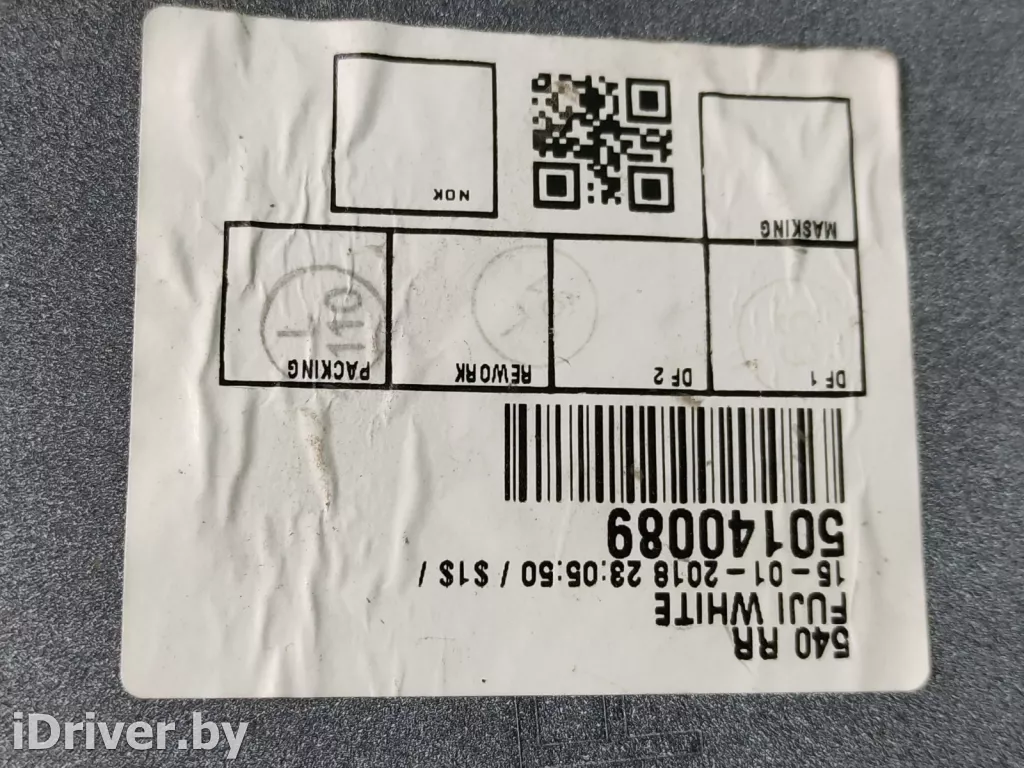 540 RR
FUJI WHITE
15-01-2018 23:05:50 / $1$ /
50140089
DF 1
DF 2
REWORK
PACKING
L
110
MASKING
NOK
iDriver.by